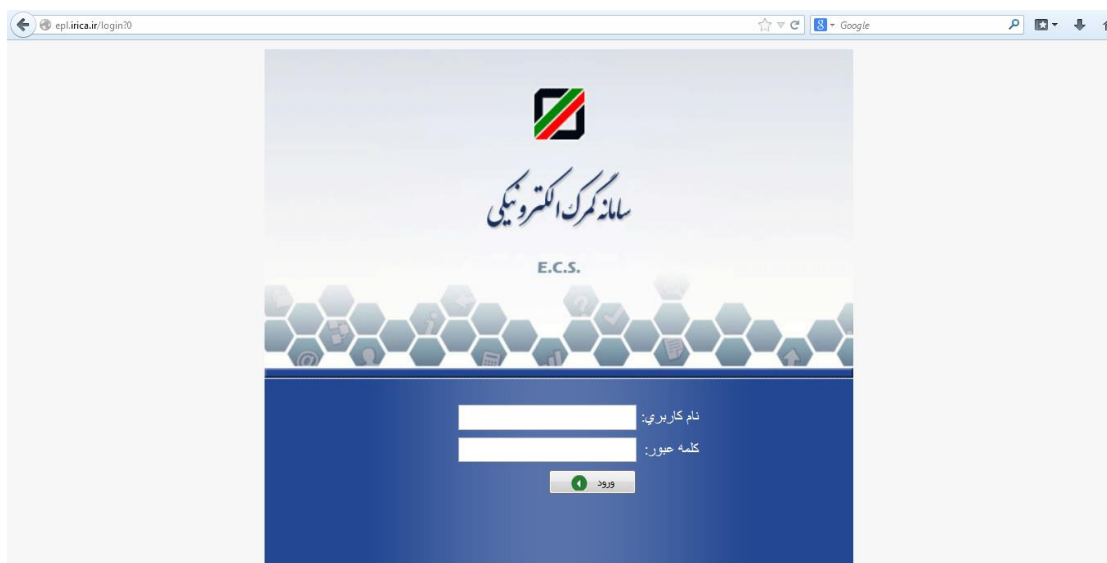 epl.irica.ir/login?0
Google
سامانه گمرک الکترونیکی
E.C.S.
نام کاربري:
کلمه عبور:
ورود